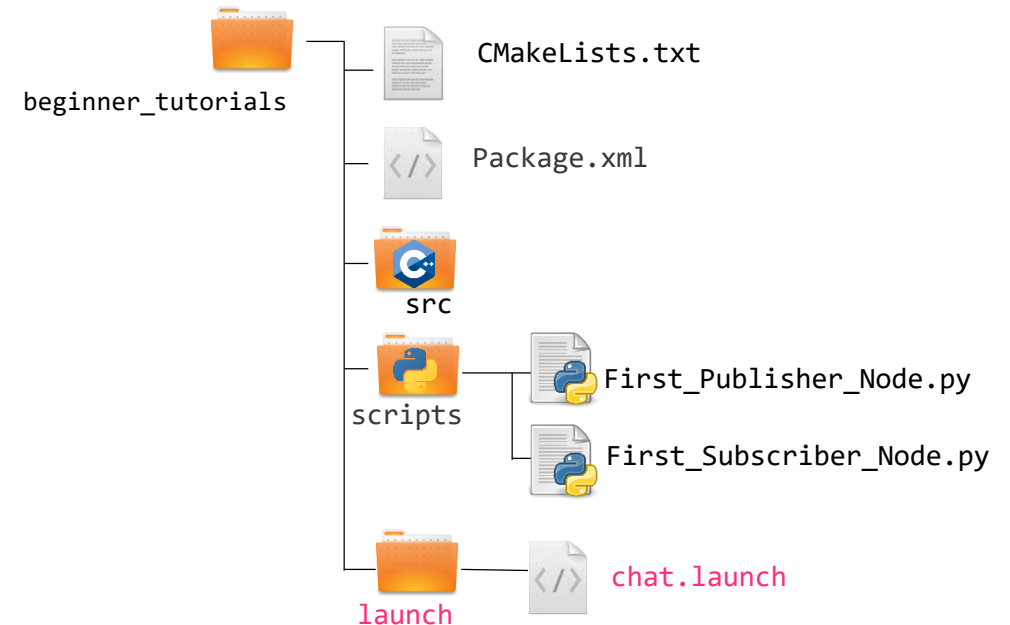 beginner_tutorials
CMakeLists.txt
</>
Package.xml
C++
src
scripts
First_Publisher_Node.py
First_Subscriber_Node.py
launch
</>
chat.launch